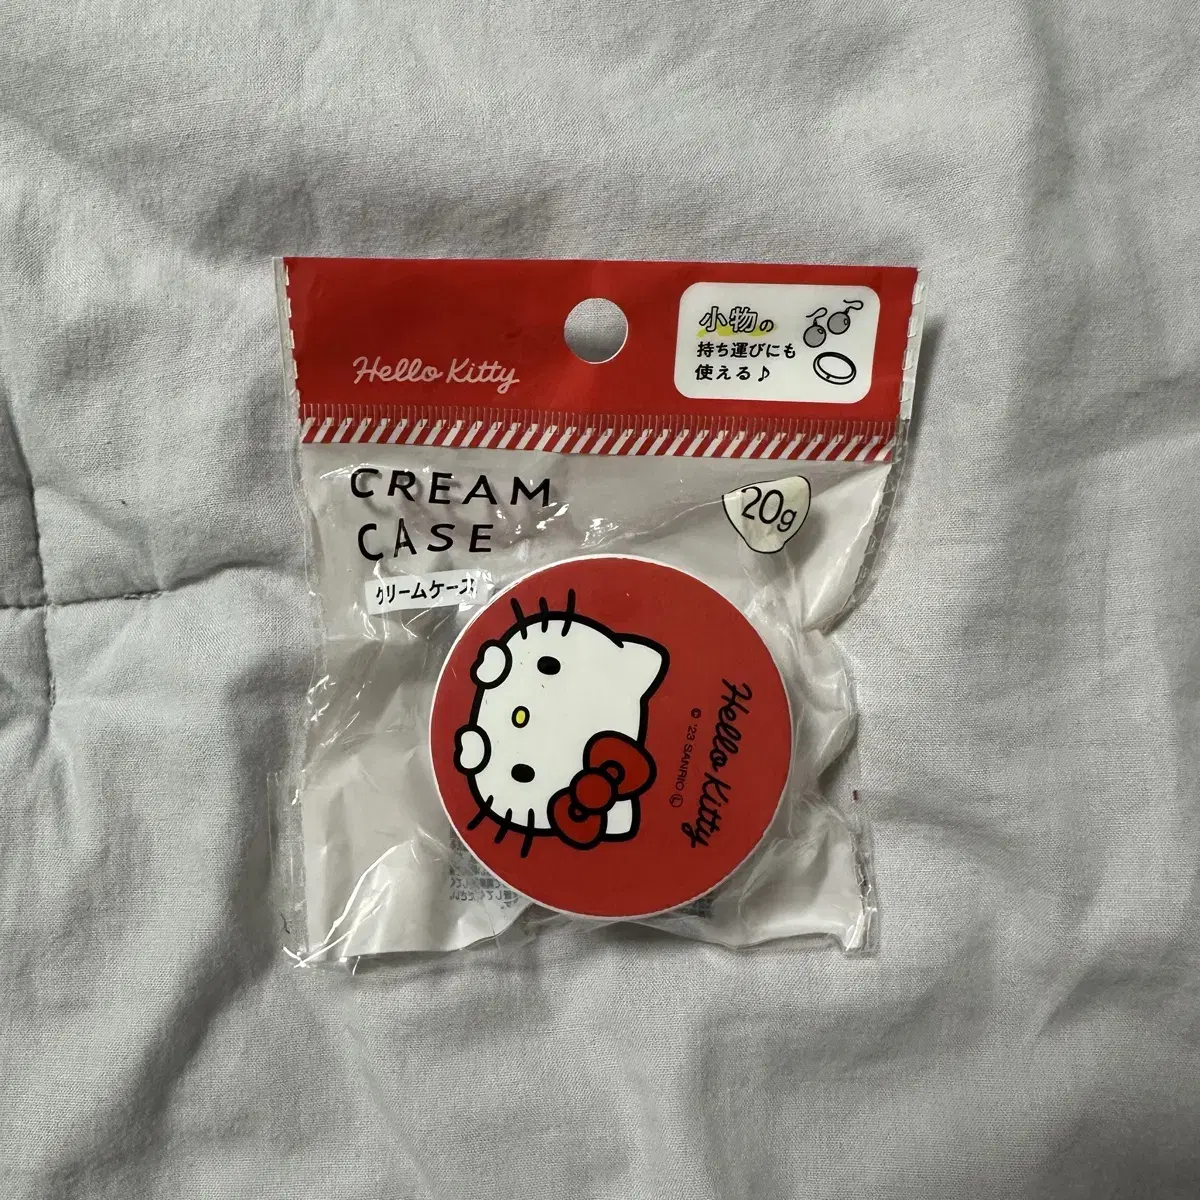 Hello Kitty
小物の
持ち運びにも
使える♪
CREAM
CASE
クリームケース
20g
Hello Kitty
© '23 SANRIO Ⓛ